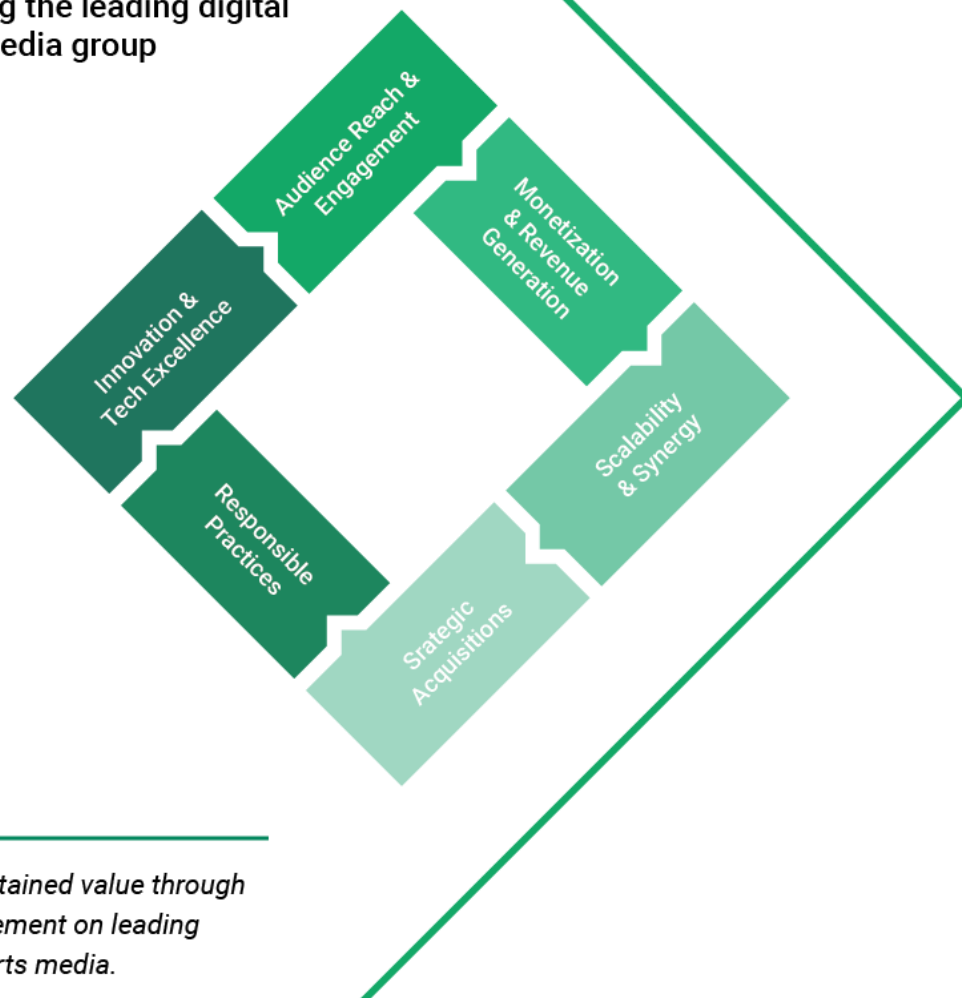 g the leading digital
edia group
Audience Reach &
Engagement
Monetization
& Revenue
Generation
Innovation &
Tech Excellence
Scalability
& Synergy
Responsible
Practices
Srategic
Acquisitions
tained value through
ement on leading
rts media.